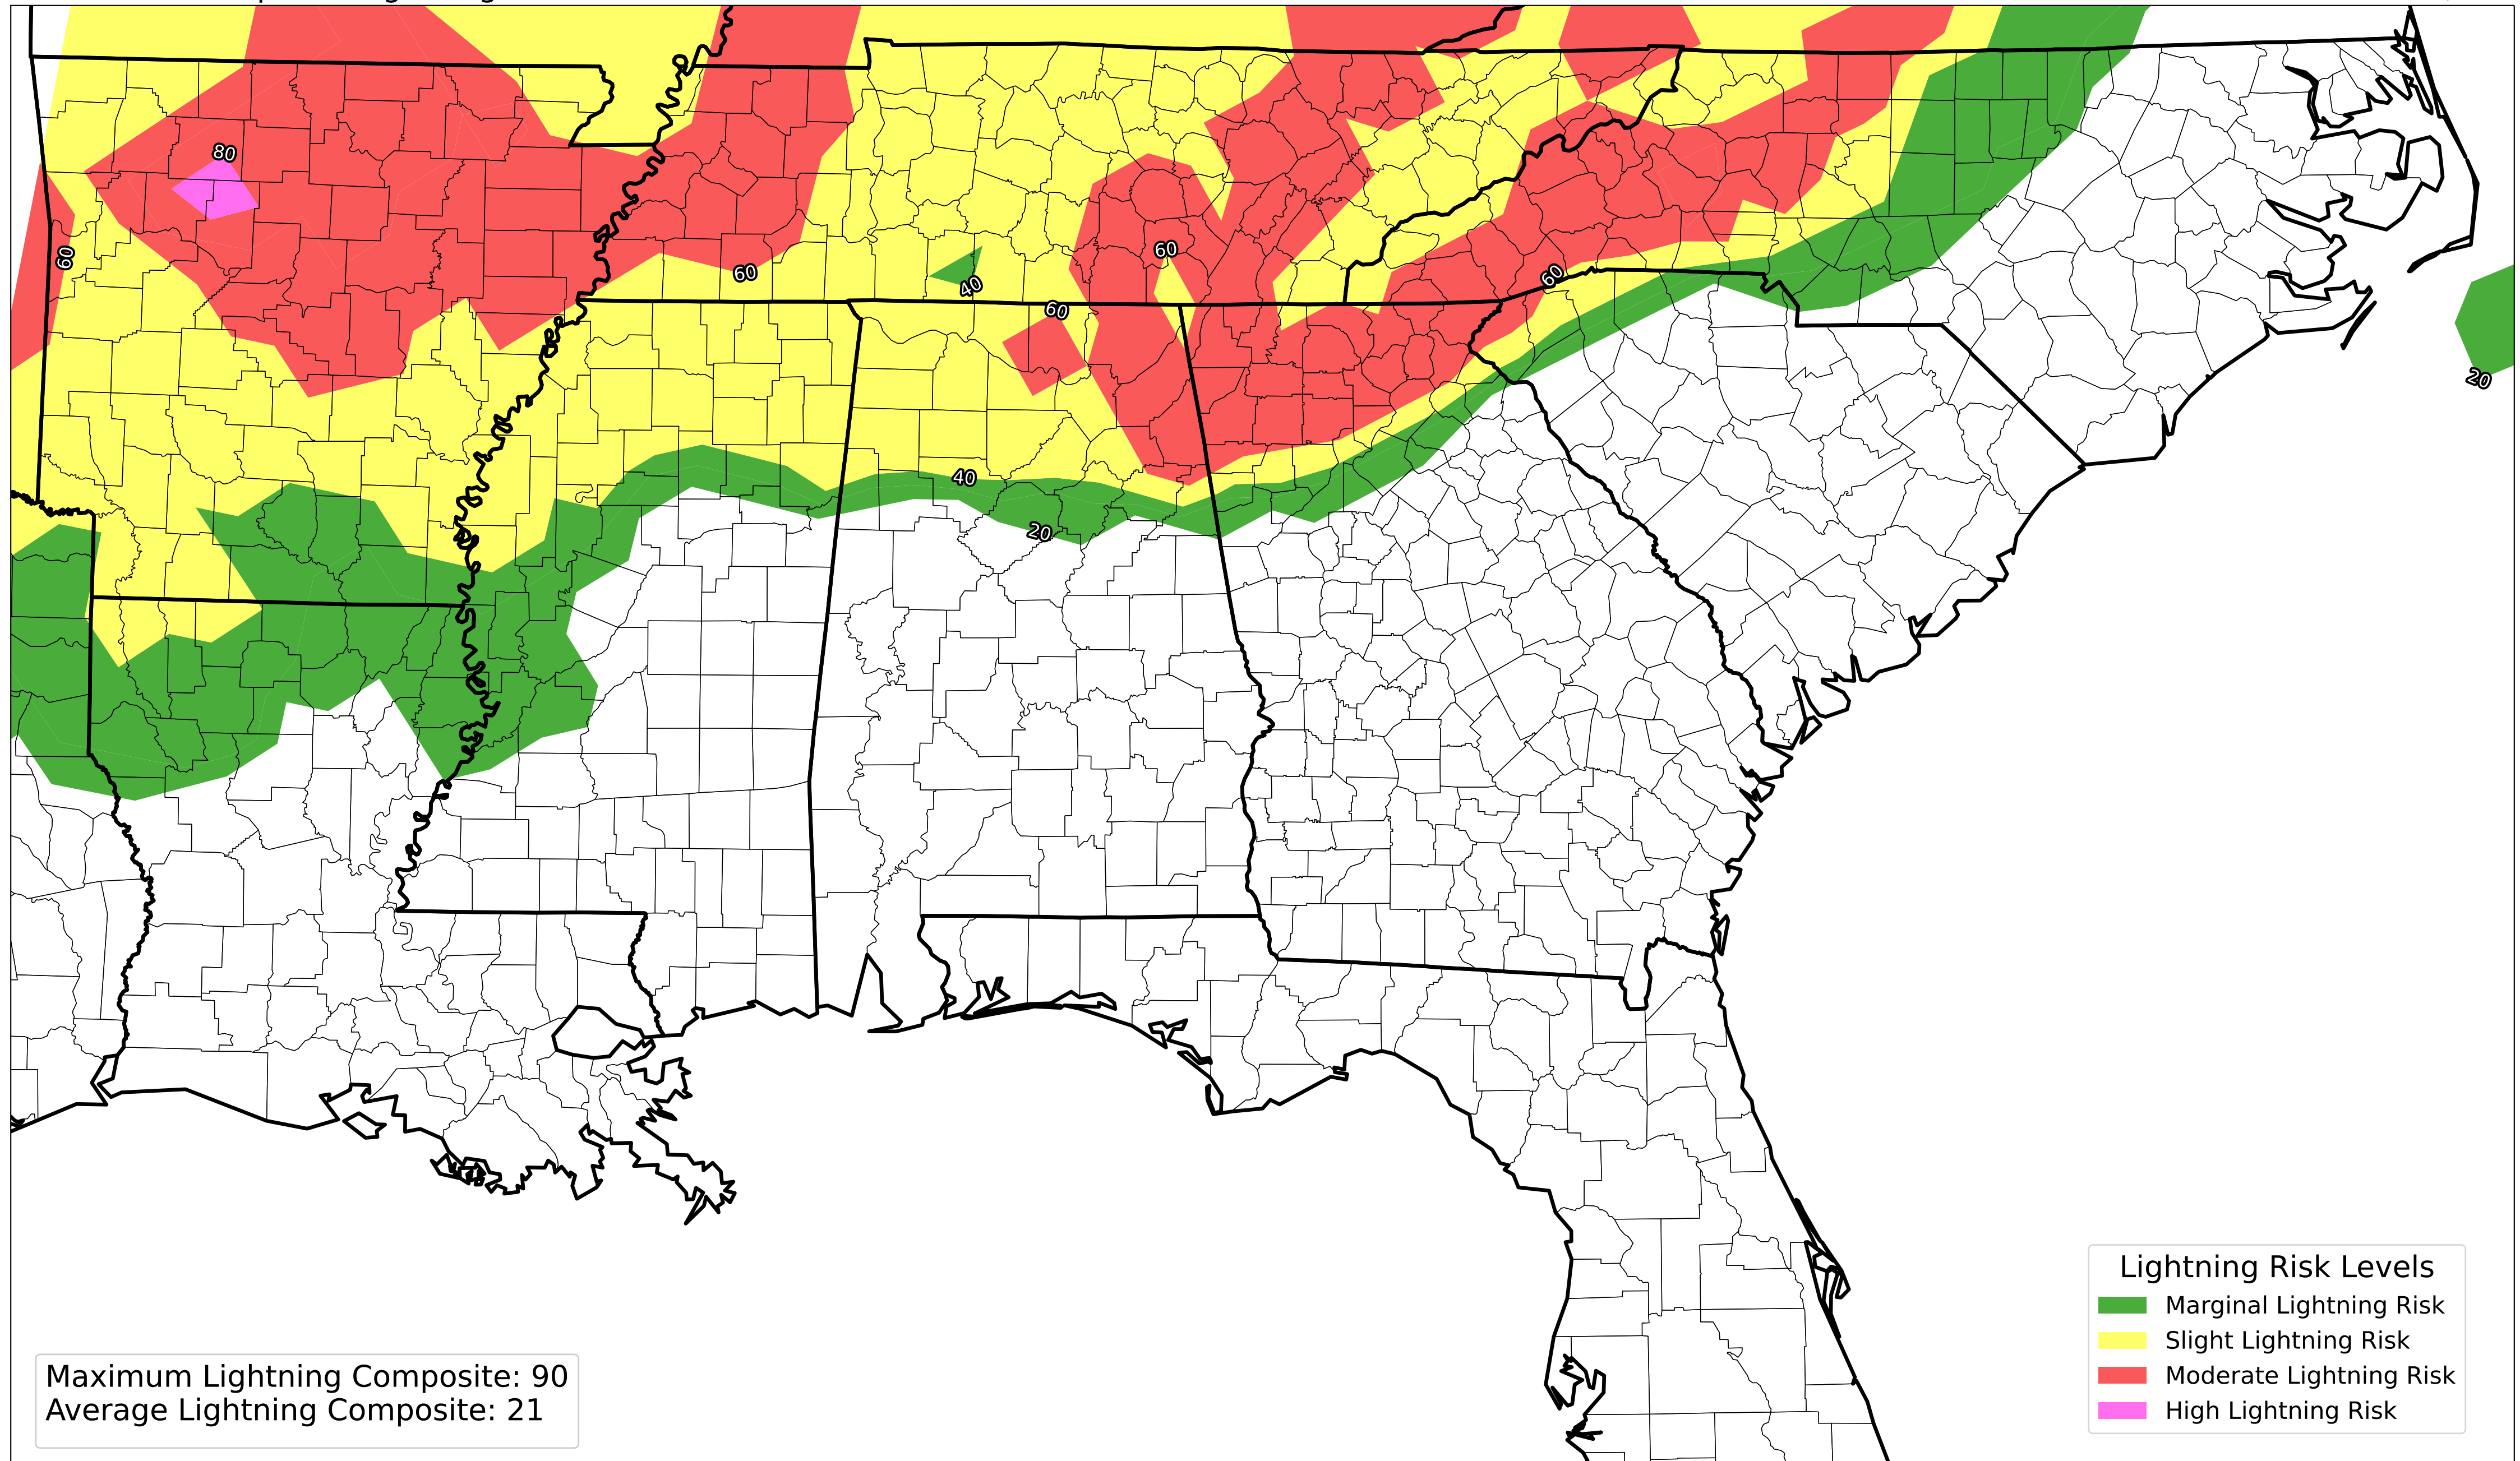 80
60
60
60
40
60
60
20
40
20
Lightning Risk Levels
Marginal Lightning Risk
Slight Lightning Risk
Moderate Lightning Risk
High Lightning Risk
Maximum Lightning Composite: 90
Average Lightning Composite: 21